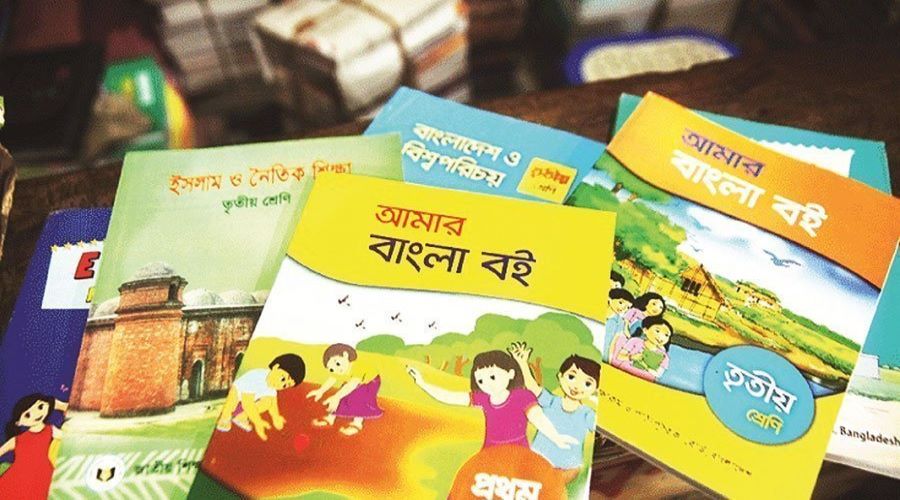 ইসলাম ও নৈতিক শিক্ষা
তৃতীয় শ্রেণি
জাতীয় শি
আমার
বাংলা বই
প্রথম
বাংলাদেশ ও
বিশ্বপরিচয়
তৃতীয়
শ্রেণি
আমার
বাংলা বই
তৃতীয়
শ্রেণি
Bangladesh